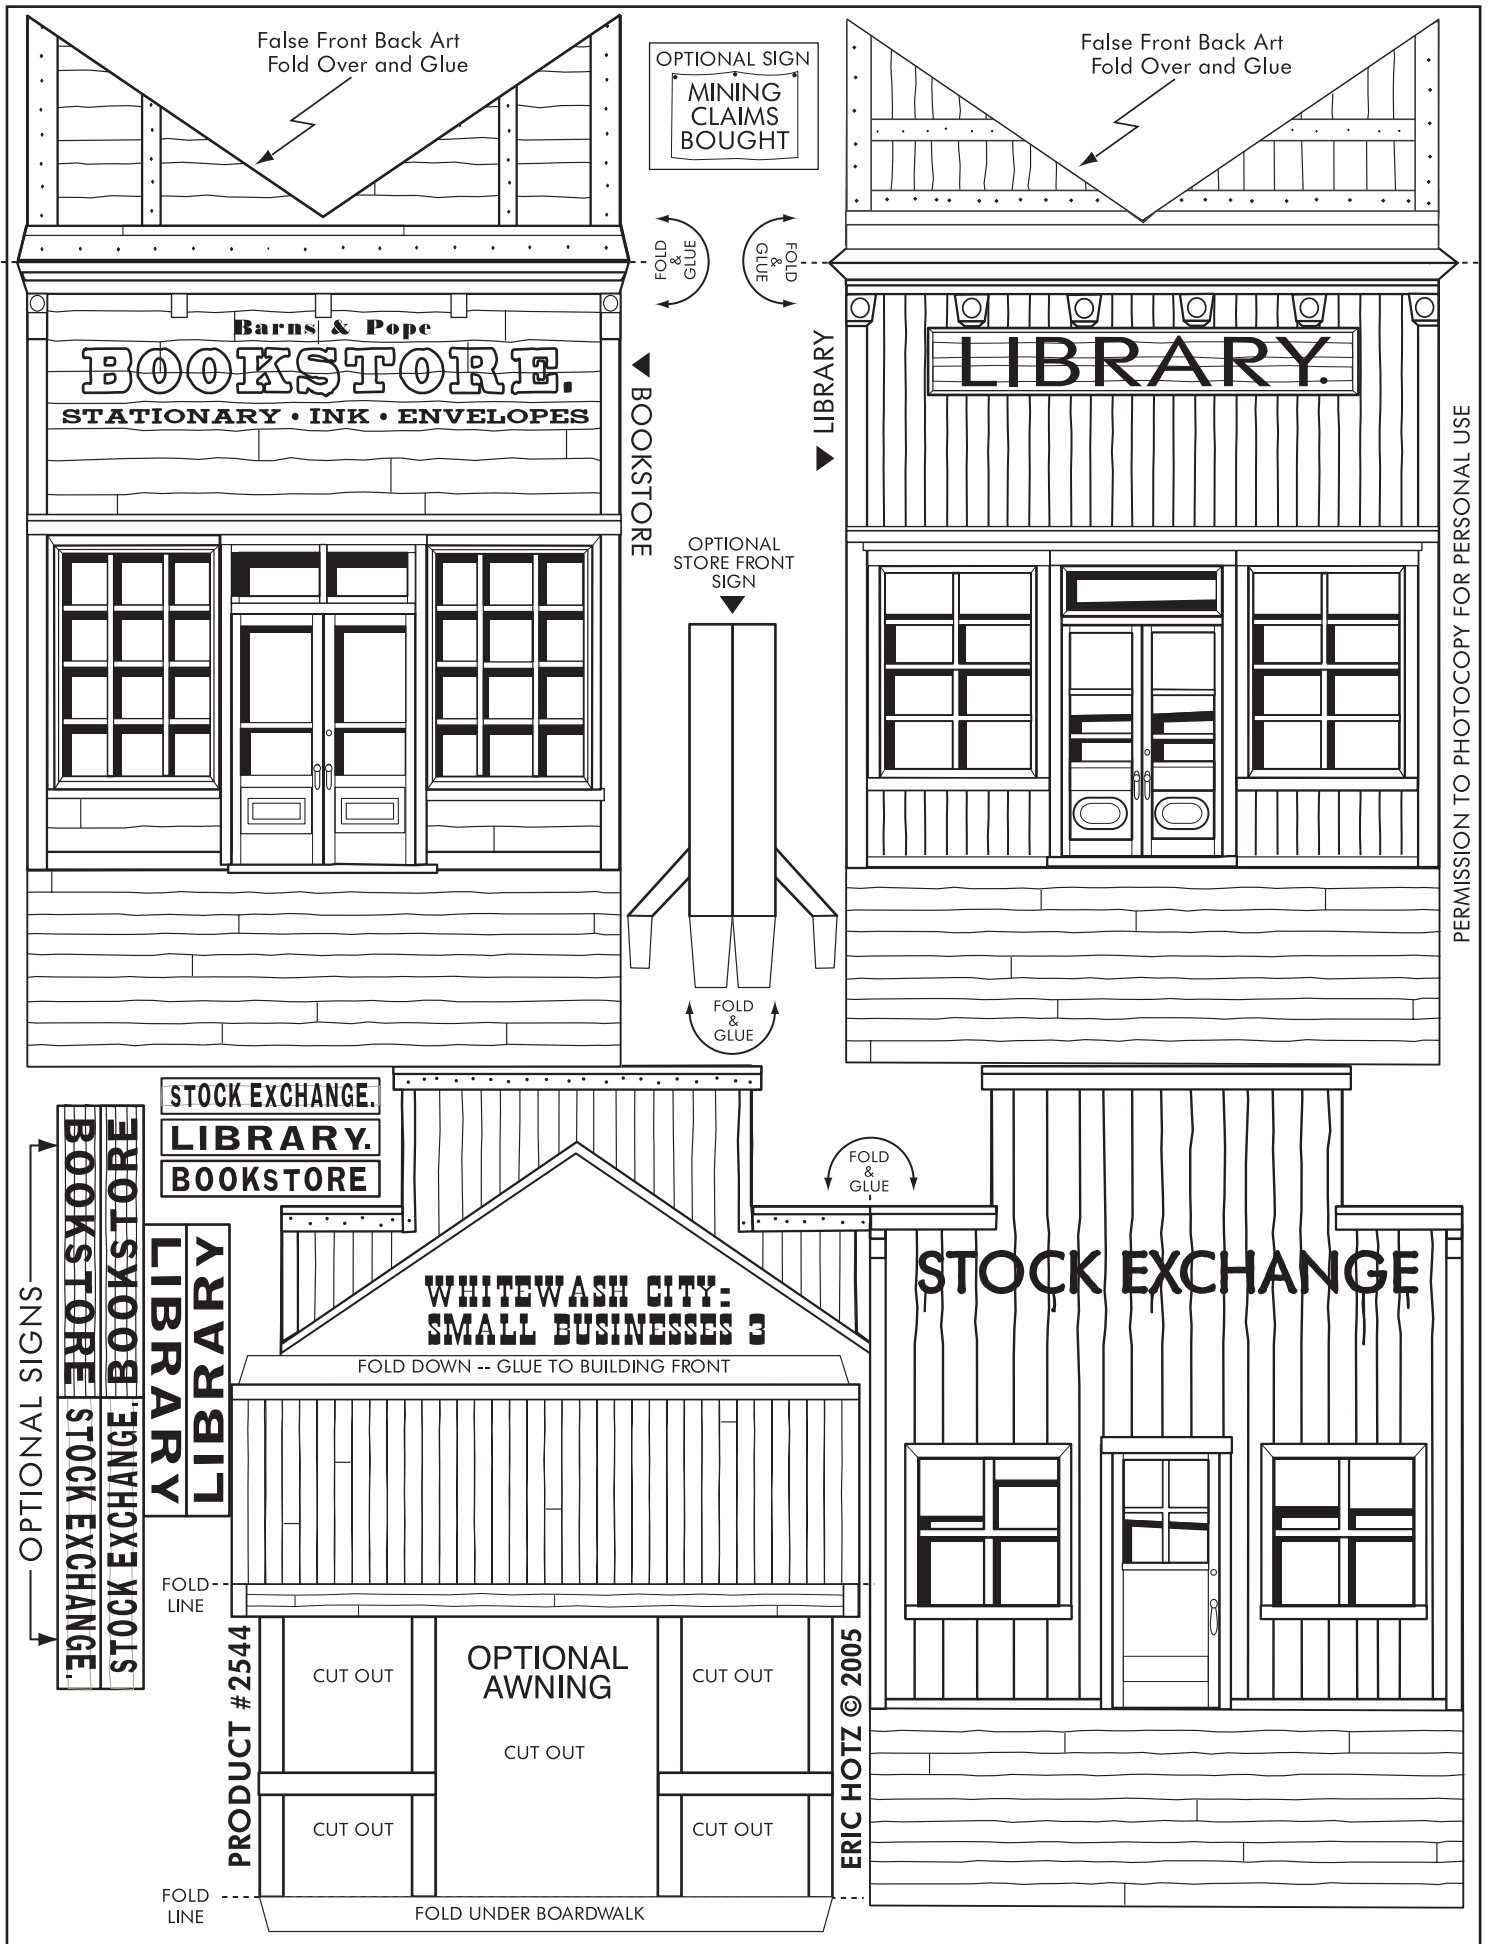 False Front Back Art
Fold Over and Glue
OPTIONAL SIGN
MINING
CLAIMS
BOUGHT
False Front Back Art
Fold Over and Glue
FOLD
&
GLUE
FOLD
&
GLUE
Barns & Pope
BOOKSTORE.
STATIONARY • INK • ENVELOPES
BOOKSTORE
LIBRARY
LIBRARY.
PERMISSION TO PHOTOCOPY FOR PERSONAL USE
OPTIONAL
STORE FRONT
SIGN
FOLD
&
GLUE
STOCK EXCHANGE.
LIBRARY.
BOOKSTORE
OPTIONAL SIGNS
BOOKSTORE
BOOKSTORE
STOCK EXCHANGE.
STOCK EXCHANGE.
LIBRARY
LIBRARY
FOLD
&
GLUE
WHITEWASH CITY:
SMALL BUSINESSES 3
FOLD DOWN -- GLUE TO BUILDING FRONT
STOCK EXCHANGE
FOLD
LINE
PRODUCT #2544
CUT OUT
OPTIONAL
AWNING
CUT OUT
CUT OUT
CUT OUT
CUT OUT
ERIC HOTZ © 2005
FOLD
LINE
FOLD UNDER BOARDWALK